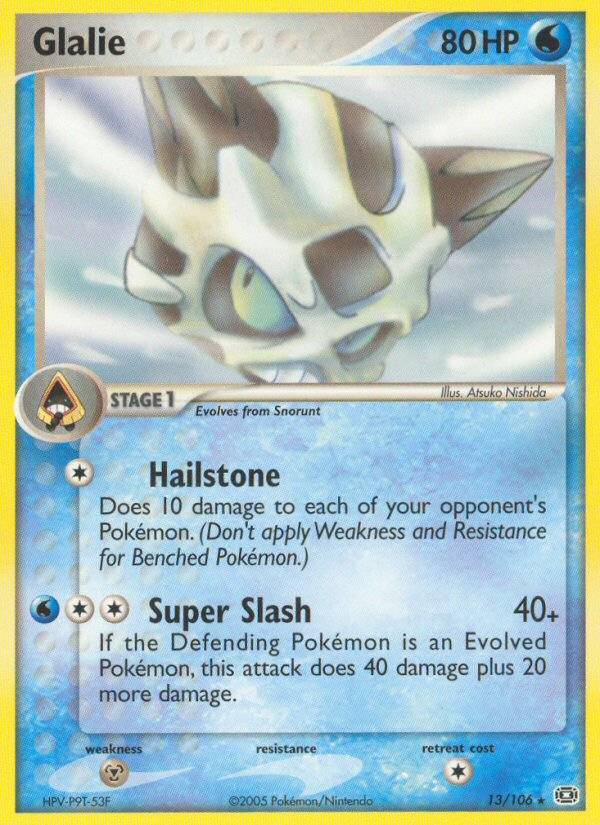 Glalie 80 HP
Illus. Atsuko Nishida
STAGE 1
Evolves from Snorunt
Hailstone
Does 10 damage to each of your opponent's
Pokémon. (Don't apply Weakness and Resistance
for Benched Pokémon.)
Super Slash 40+
If the Defending Pokémon is an Evolved
Pokémon, this attack does 40 damage plus 20
more damage.
weakness resistance retreat cost
HPV-P9T-53F ©2005 Pokémon/Nintendo 13/106 ★